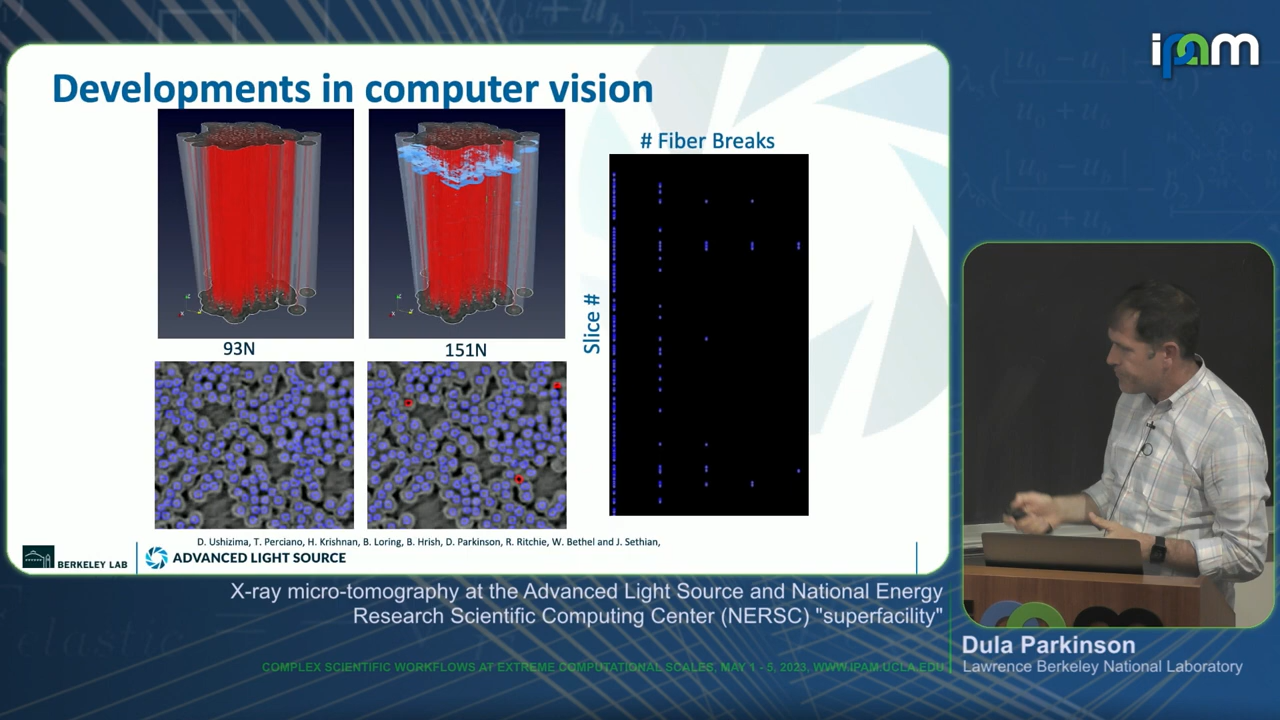 ipam
Developments in computer vision
# Fiber Breaks
Slice #
93N
151N
D. Ushizima, T. Perciano, H. Krishnan, B. Loring, B. Hrish, D. Parkinson, R. Ritchie, W. Bethel and J. Sethian,
BERKELEY LAB
ADVANCED LIGHT SOURCE
X-ray micro-tomography at the Advanced Light Source and National Energy
Research Scientific Computing Center (NERSC) "superfacility"
Dula Parkinson
Lawrence Berkeley National Laboratory
COMPLEX SCIENTIFIC WORKFLOWS AT EXTREME COMPUTATIONAL SCALES, MAY 1 - 5, 2023, WWW.IPAM.UCLA.EDU
elastic